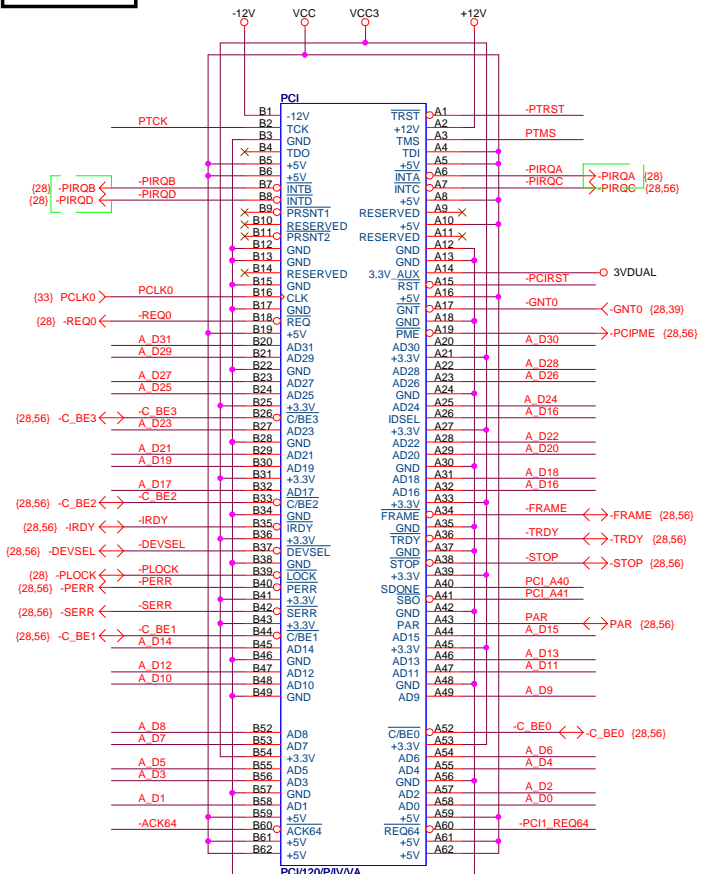 -12V VCC VCC3 +12V
PCI
B1 -12V TRST A1 -PTRST
PTCK B2 TCK +12V A2
B3 GND TMS A3 PTMS
B4 TDO TDI A4
B5 +5V +5V A5
B6 +5V INTA A6 -PIRQA -PIRQA {28}
{28} -PIRQB -PIRQB B7 INTB INTC A7 -PIRQC -PIRQC {28,56}
{28} -PIRQD -PIRQD B8 INTD +5V A8
B9 PRSNT1 RESERVED A9
B10 RESERVED +5V A10
B11 PRSNT2 RESERVED A11
B12 GND GND A12
B13 GND GND A13
B14 RESERVED 3.3V_AUX A14 3VDUAL
B15 GND RST A15 -PCIRST
{33} PCLK0 PCLK0 B16 CLK +5V A16
B17 GND GNT A17 -GNT0 -GNT0 {28,39}
{28} -REQ0 -REQ0 B18 REQ GND A18
B19 +5V PME A19 -PCIPME {28,56}
A_D31 B20 AD31 AD30 A20 A_D30
A_D29 B21 AD29 +3.3V A21
B22 GND AD28 A22 A_D28
A_D27 B23 AD27 AD26 A23 A_D26
A_D25 B24 AD25 GND A24
B25 +3.3V AD24 A25 A_D24
{28,56} -C_BE3 -C_BE3 B26 C/BE3 IDSEL A26 A_D16
A_D23 B27 AD23 +3.3V A27
B28 GND AD22 A28 A_D22
A_D21 B29 AD21 AD20 A29 A_D20
A_D19 B30 AD19 GND A30
B31 +3.3V AD18 A31 A_D18
A_D17 B32 AD17 AD16 A32 A_D16
{28,56} -C_BE2 -C_BE2 B33 C/BE2 +3.3V A33
B34 GND FRAME A34 -FRAME -FRAME {28,56}
{28,56} -IRDY -IRDY B35 IRDY GND A35
B36 +3.3V TRDY A36 -TRDY -TRDY {28,56}
{28,56} -DEVSEL -DEVSEL B37 DEVSEL GND A37
B38 GND STOP A38 -STOP -STOP {28,56}
{28} -PLOCK -PLOCK B39 LOCK +3.3V A39
{28,56} -PERR -PERR B40 PERR SDONE A40 PCI_A40
B41 +3.3V SBO A41 PCI_A41
{28,56} -SERR -SERR B42 SERR GND A42
B43 +3.3V PAR A43 PAR PAR {28,56}
{28,56} -C_BE1 -C_BE1 B44 C/BE1 AD15 A44 A_D15
A_D14 B45 AD14 +3.3V A45
B46 GND AD13 A46 A_D13
A_D12 B47 AD12 AD11 A47 A_D11
A_D10 B48 AD10 GND A48
B49 GND AD9 A49 A_D9
A_D8 B52 AD8 C/BE0 A52 -C_BE0 -C_BE0 {28,56}
A_D7 B53 AD7 +3.3V A53
B54 +3.3V AD6 A54 A_D6
A_D5 B55 AD5 AD4 A55 A_D4
A_D3 B56 AD3 GND A56
B57 GND AD2 A57 A_D2
A_D1 B58 AD1 AD0 A58 A_D0
B59 +5V +5V A59
-ACK64 B60 ACK64 REQ64 A60 -PCI1_REQ64
B61 +5V +5V A61
B62 +5V +5V A62
PCI/120/P/IV/VA